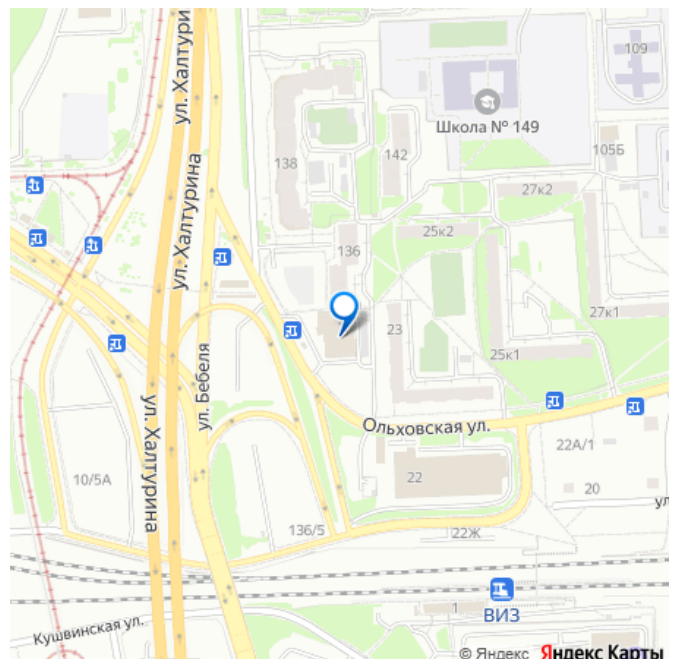 ул. Халтурина
109
Школа № 149
105Б
142
138
27к2
ул. Халтурина
25к2
136
27к1
23
25к1
ул. Бебеля
ул. Халтурина
Ольховская ул.
22А/1
10/5А
22
20
136/5
22Ж
1
ВИЗ
Кушвинская ул.
© Яндекс Яндекс Карты